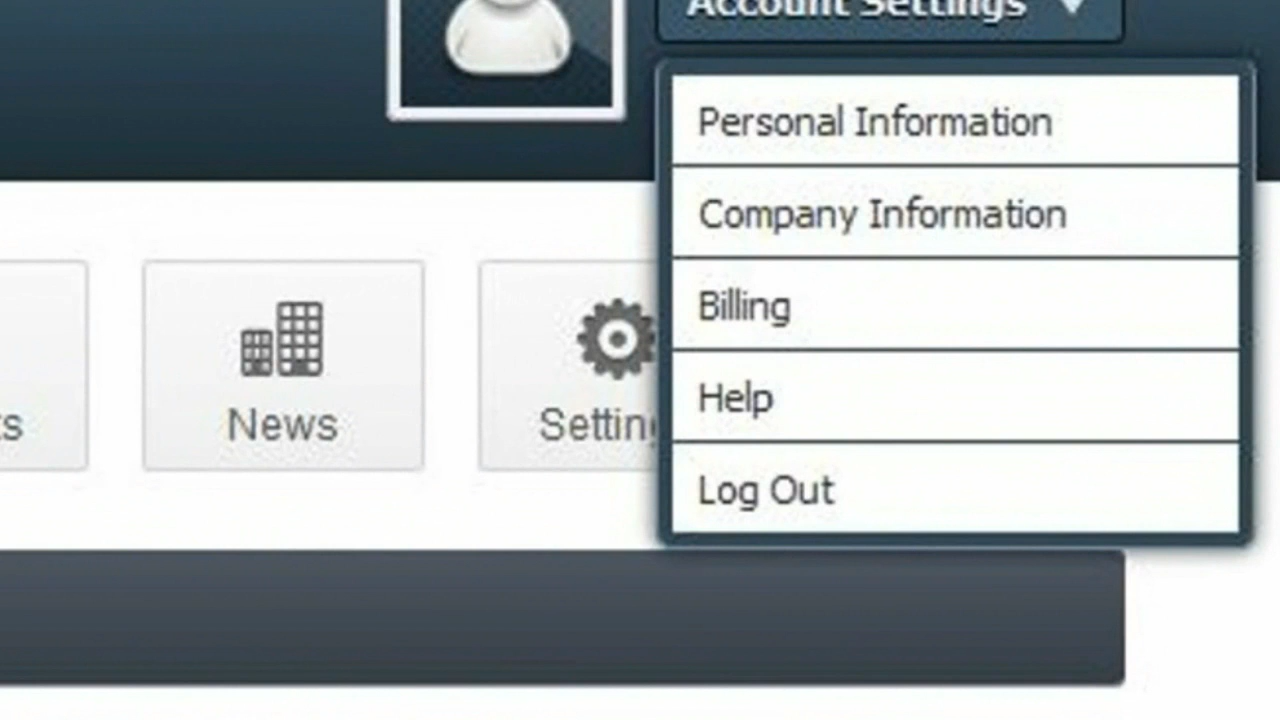 Account Settings
Personal Information
Company Information
Billing
Help
Log Out
News